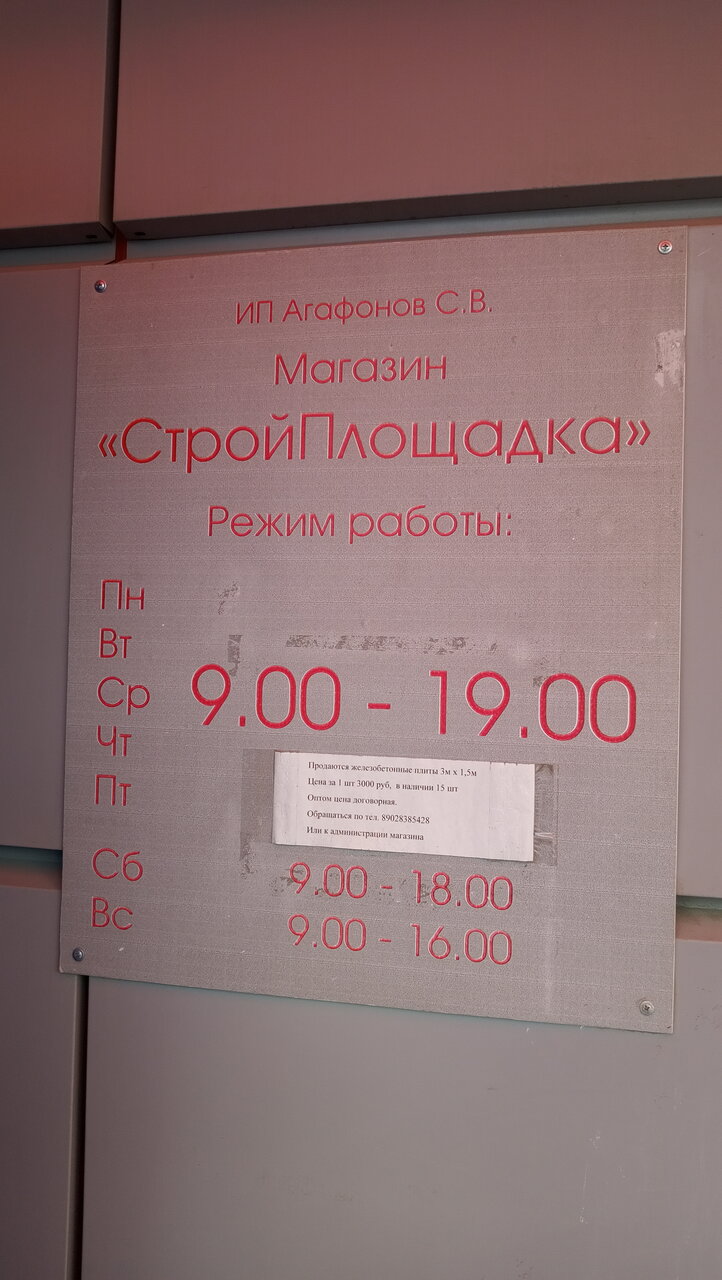 ИП Агафонов С.В.
Магазин
«СтройПлощадка»
Режим работы:
Пн
Вт
Ср 9.00 - 19.00
Чт
Пт
Продаются железобетонные плиты 3м х 1,5м
Цена за 1 шт 3000 руб, в наличии 15 шт
Оптом цена договорная.
Обращаться по тел. 89028385428
Или к администрации магазина
Сб 9.00 - 18.00
Вс 9.00 - 16.00